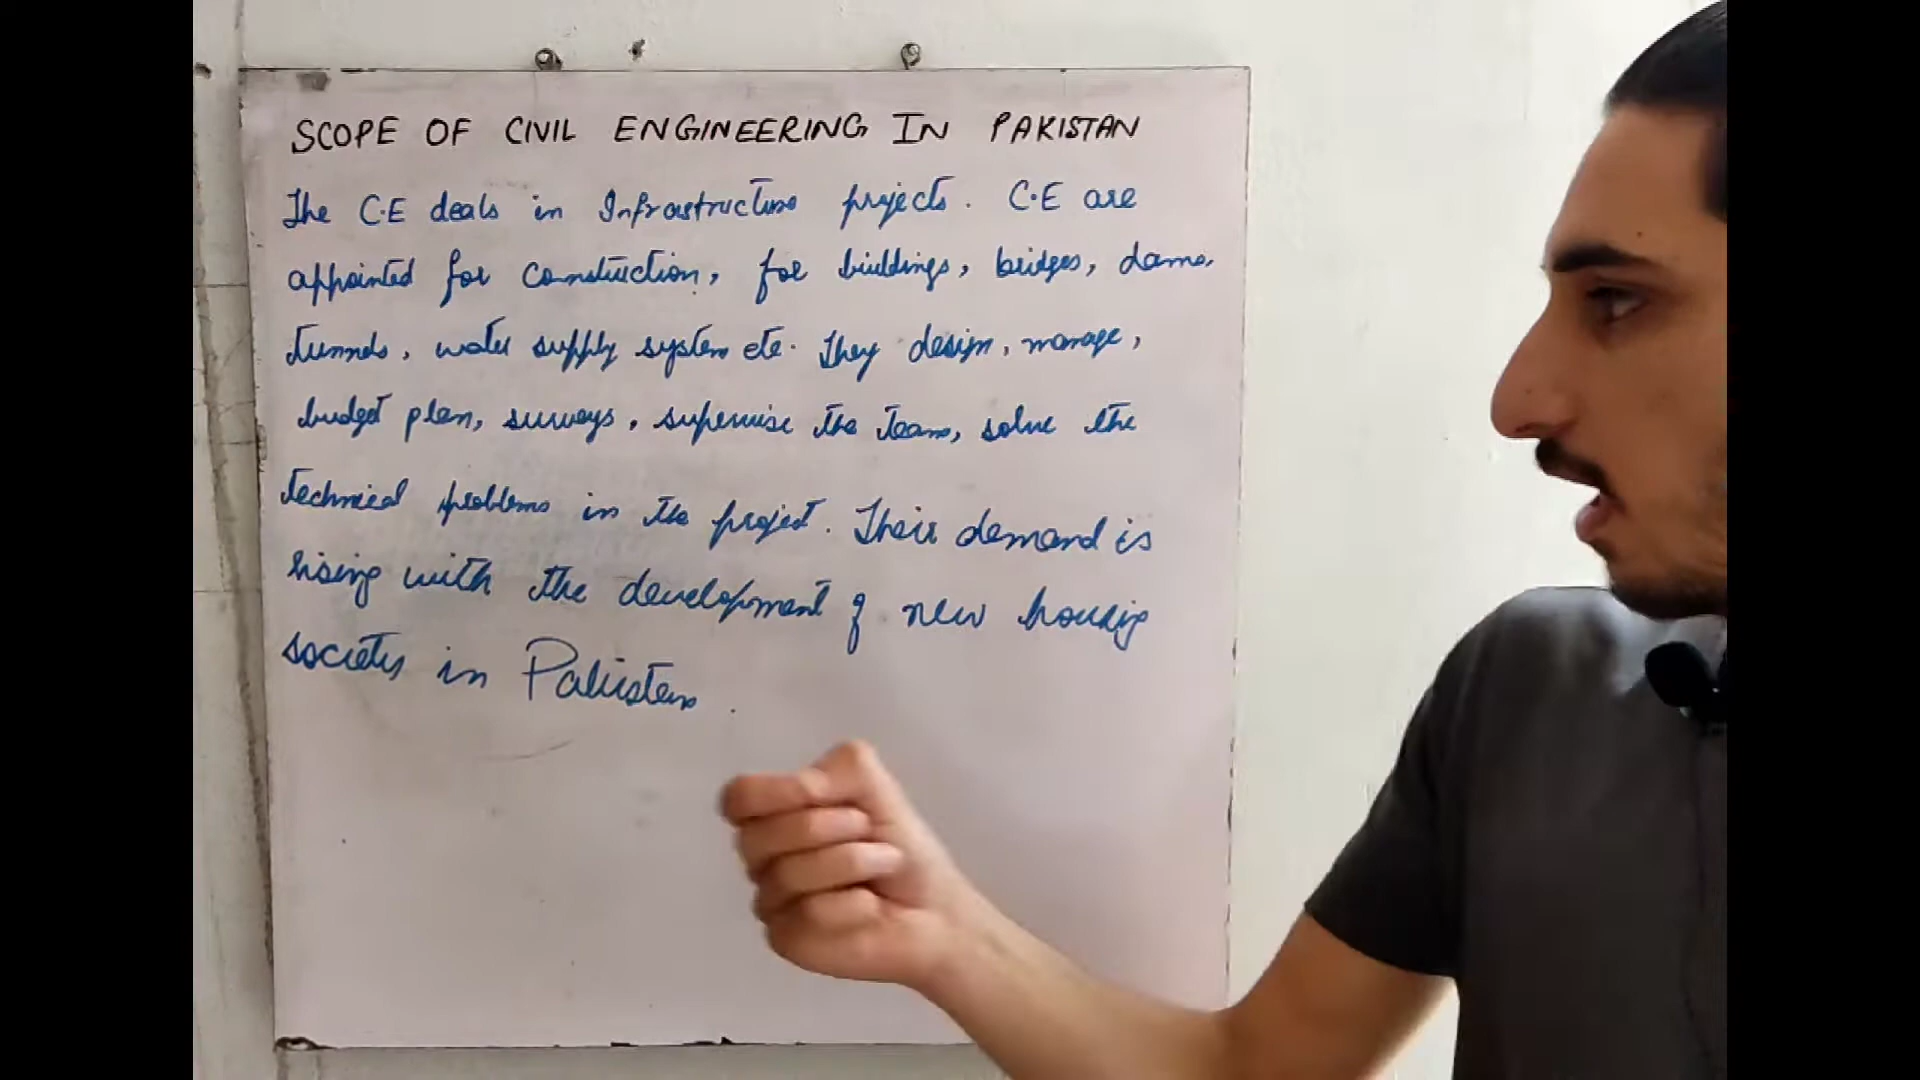 SCOPE OF CIVIL ENGINEERING IN PAKISTAN
The C.E deals in Infrastructure projects. C.E are
appointed for construction, for buildings, bridges, dams,
tunnels, water supply system etc. They design, manage,
budget plan, surveys, supervise the team, solve the
technical problems in the project. Their demand is
rising with the development of new housing
society in Pakistan.